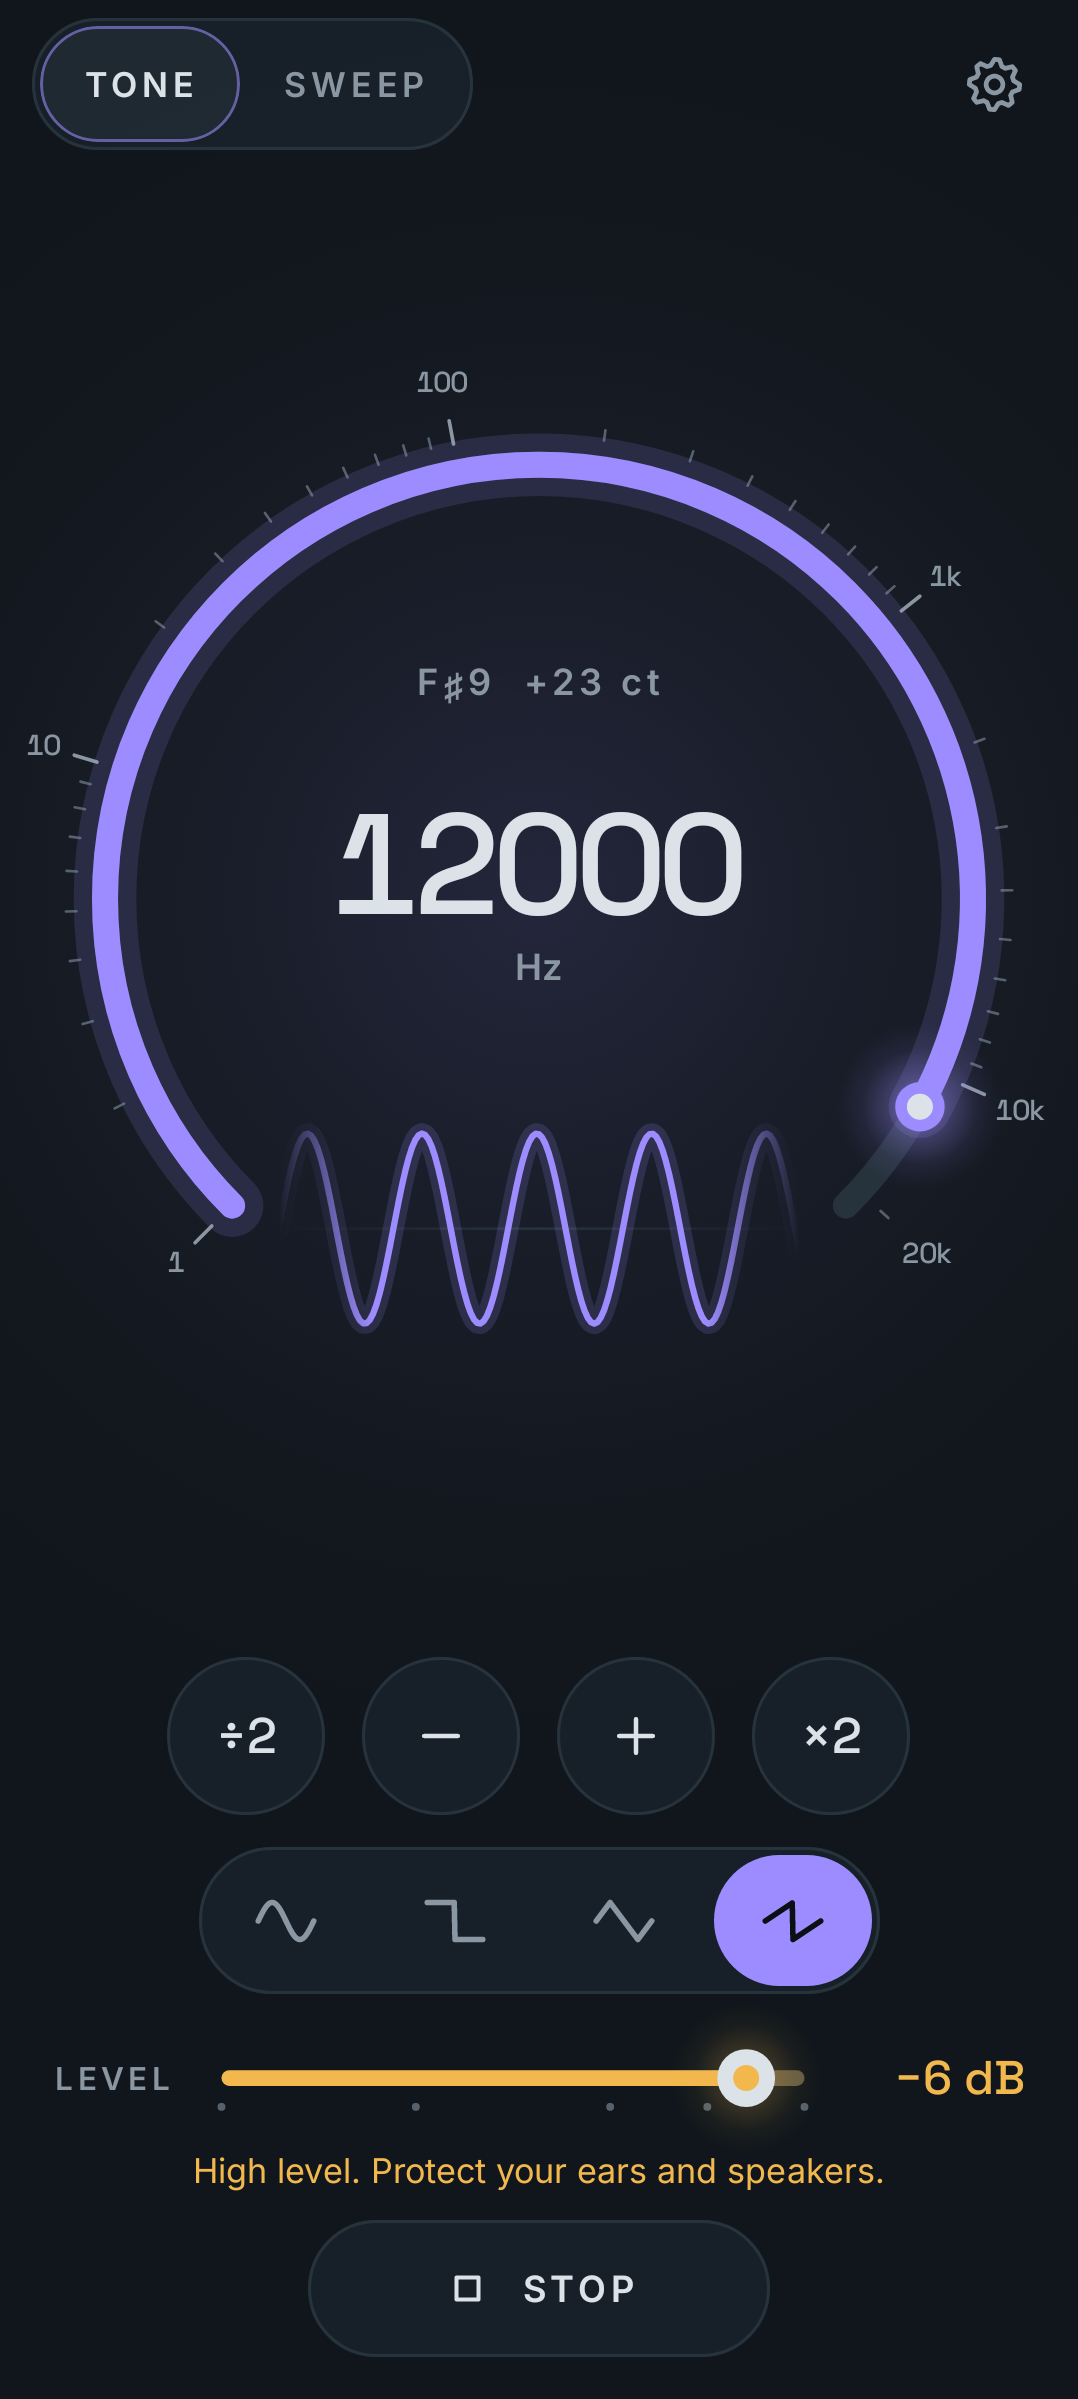 TONE SWEEP
100
1k
F♯9 +23 ct
10
12000
Hz
10k
1
20k
÷2 − + ×2
LEVEL −6 dB
High level. Protect your ears and speakers.
STOP